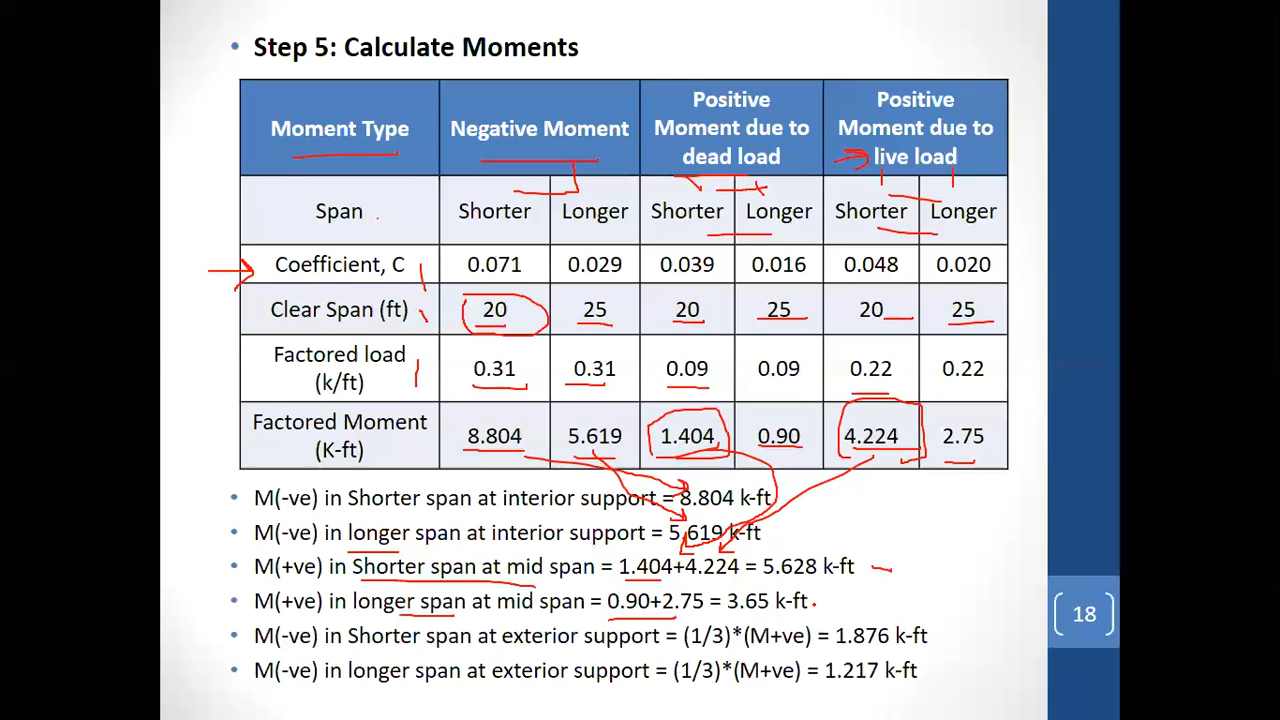 • Step 5: Calculate Moments
Moment Type Negative Moment Positive Moment due to dead load Positive Moment due to live load
Span Shorter Longer Shorter Longer Shorter Longer
Coefficient, C 0.071 0.029 0.039 0.016 0.048 0.020
Clear Span (ft) 20 25 20 25 20 25
Factored load (k/ft) 0.31 0.31 0.09 0.09 0.22 0.22
Factored Moment (K-ft) 8.804 5.619 1.404 0.90 4.224 2.75
• M(-ve) in Shorter span at interior support = 8.804 k-ft
• M(-ve) in longer span at interior support = 5.619 k-ft
• M(+ve) in Shorter span at mid span = 1.404+4.224 = 5.628 k-ft
• M(+ve) in longer span at mid span = 0.90+2.75 = 3.65 k-ft
• M(-ve) in Shorter span at exterior support = (1/3)*(M+ve) = 1.876 k-ft
• M(-ve) in longer span at exterior support = (1/3)*(M+ve) = 1.217 k-ft
18